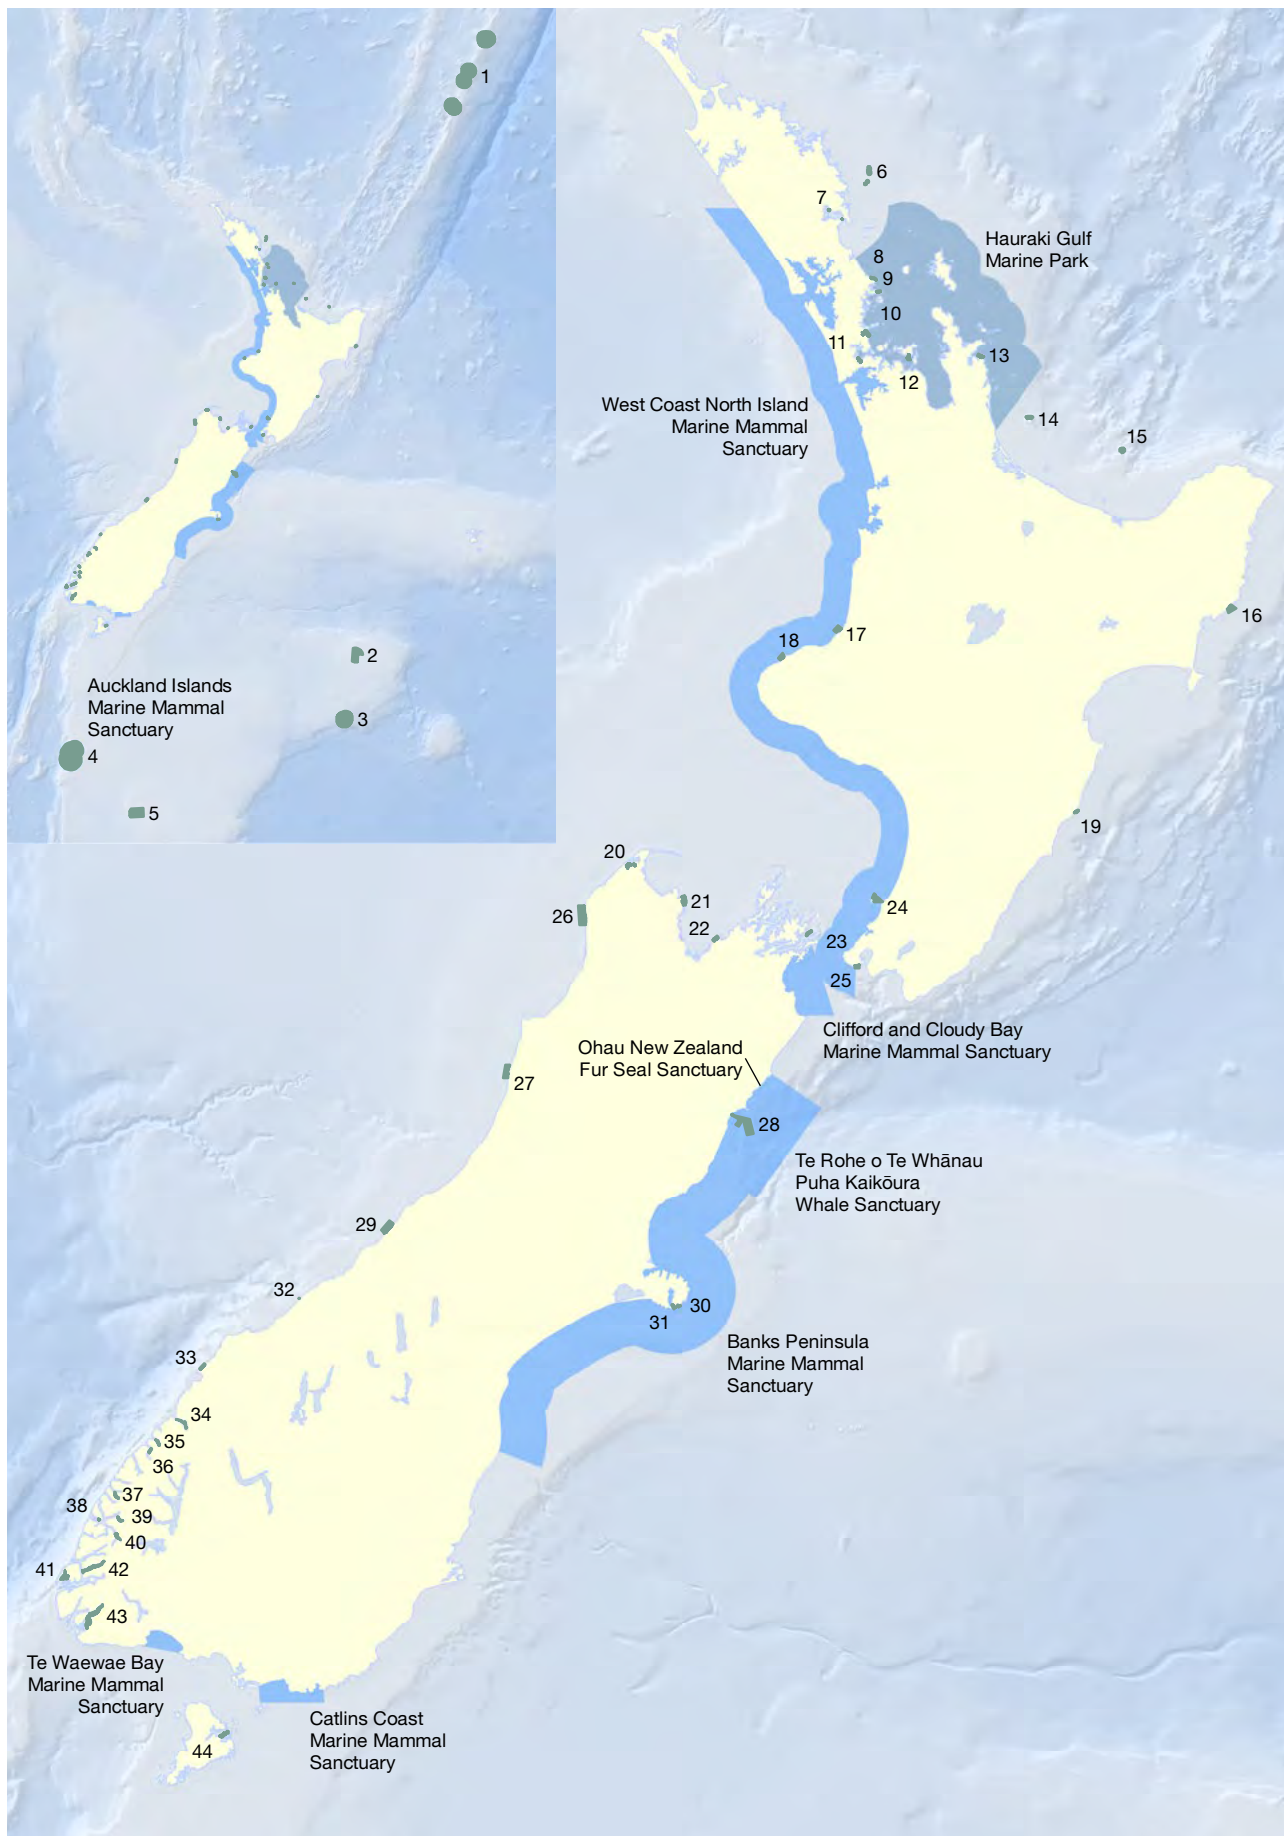 1
2
Auckland Islands
Marine Mammal
Sanctuary
3
4
5
6
7
Hauraki Gulf
Marine Park
8
9
10
11
12
13
14
15
West Coast North Island
Marine Mammal
Sanctuary
16
17
18
19
20
21
22
23
24
25
26
Clifford and Cloudy Bay
Marine Mammal Sanctuary
Ohau New Zealand
Fur Seal Sanctuary
27
28
Te Rohe o Te Whānau
Puha Kaikōura
Whale Sanctuary
29
30
31
Banks Peninsula
Marine Mammal
Sanctuary
32
33
34
35
36
37
38
39
40
41
42
43
Te Waewae Bay
Marine Mammal
Sanctuary
Catlins Coast
Marine Mammal
Sanctuary
44